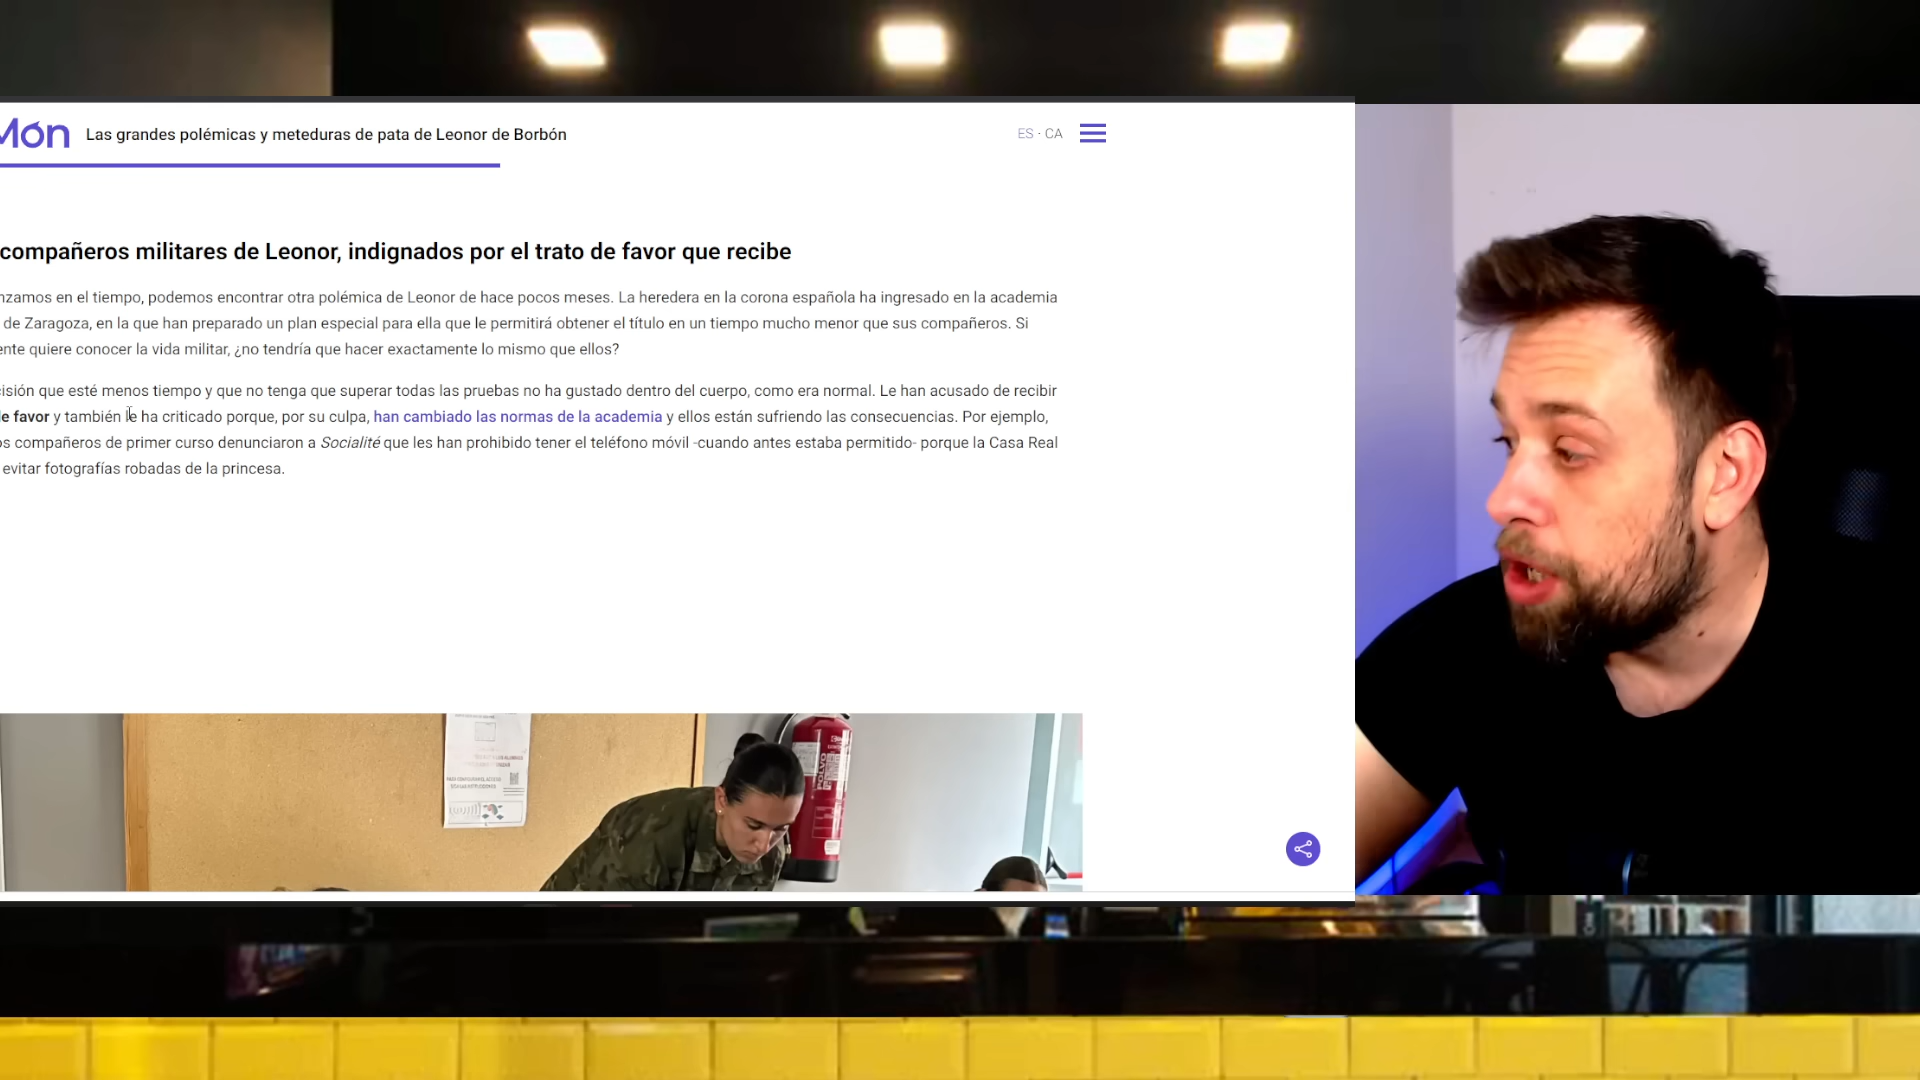 Món
Las grandes polémicas y meteduras de pata de Leonor de Borbón
ES · CA
compañeros militares de Leonor, indignados por el trato de favor que recibe
nzamos en el tiempo, podemos encontrar otra polémica de Leonor de hace pocos meses. La heredera en la corona española ha ingresado en la academia
de Zaragoza, en la que han preparado un plan especial para ella que le permitirá obtener el título en un tiempo mucho menor que sus compañeros. Si
ente quiere conocer la vida militar, ¿no tendría que hacer exactamente lo mismo que ellos?
cisión que esté menos tiempo y que no tenga que superar todas las pruebas no ha gustado dentro del cuerpo, como era normal. Le han acusado de recibir
de favor y también le ha criticado porque, por su culpa, han cambiado las normas de la academia y ellos están sufriendo las consecuencias. Por ejemplo,
os compañeros de primer curso denunciaron a Socialité que les han prohibido tener el teléfono móvil -cuando antes estaba permitido- porque la Casa Real
evitar fotografías robadas de la princesa.
POLVO